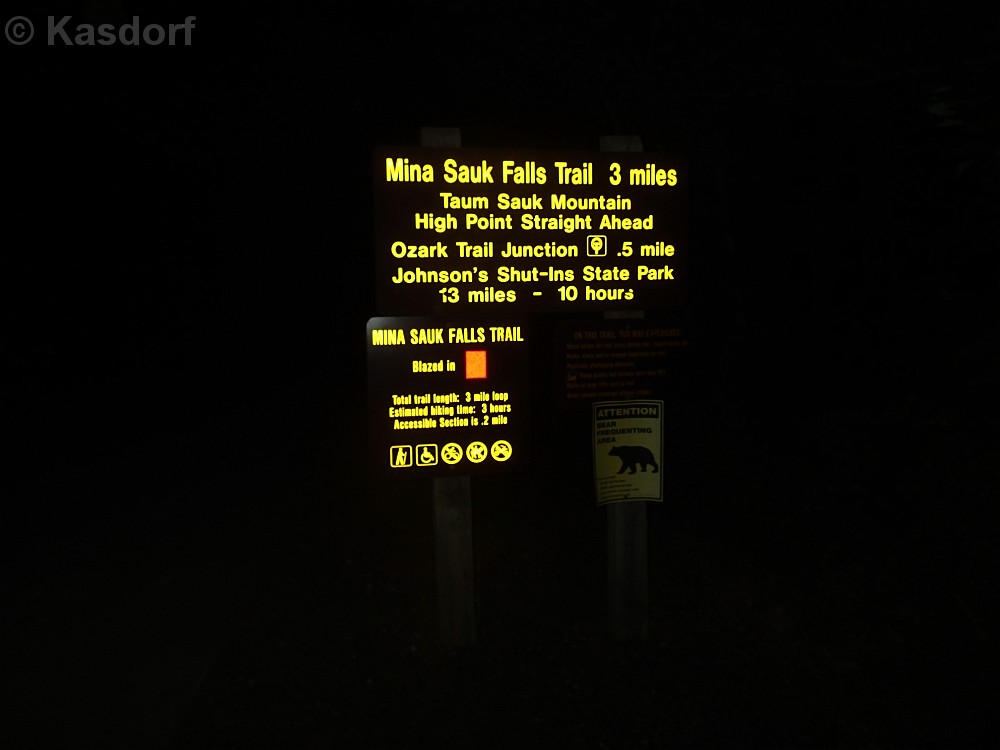 © Kasdorf
Mina Sauk Falls Trail 3 miles
Taum Sauk Mountain
High Point Straight Ahead
Ozark Trail Junction .5 mile
Johnson's Shut-Ins State Park
13 miles - 10 hours
MINA SAUK FALLS TRAIL
Blazed in
Total trail length: 3 mile loop
Estimated hiking time: 3 hours
Accessible Section is .2 mile
ATTENTION
BEAR
FREQUENTING
AREA